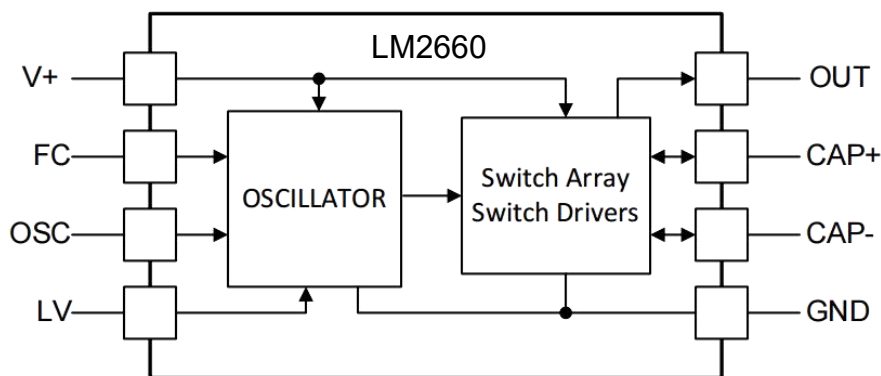 LM2660
V+
OUT
FC
CAP+
OSCILLATOR
Switch Array
Switch Drivers
OSC
CAP-
LV
GND